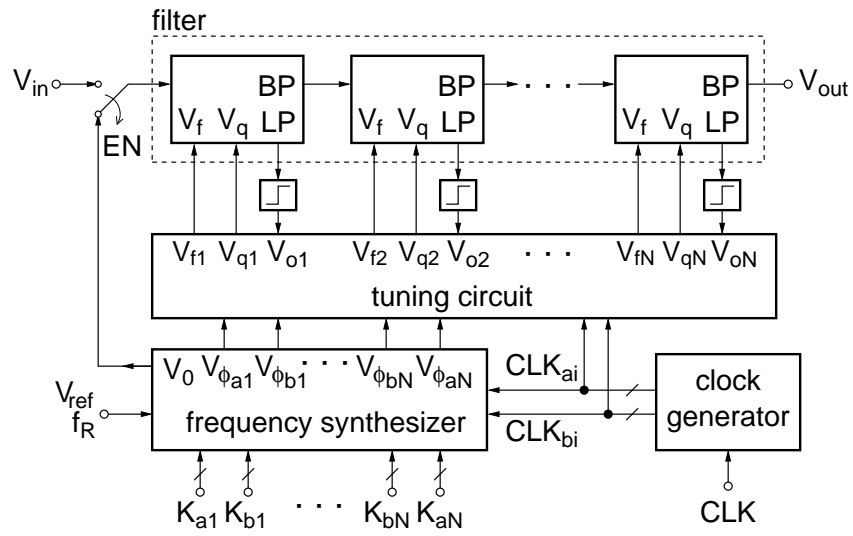 filter
V_in
BP
BP
· · ·
BP
V_out
V_f V_q LP
V_f V_q LP
V_f V_q LP
EN
V_f1 V_q1 V_o1
V_f2 V_q2 V_o2
· · ·
V_fN V_qN V_oN
tuning circuit
V_0 V_ϕa1 V_ϕb1 · · · V_ϕbN V_ϕaN
CLK_ai
clock
generator
V_ref
f_R
frequency synthesizer
CLK_bi
K_a1 K_b1 · · · K_bN K_aN
CLK